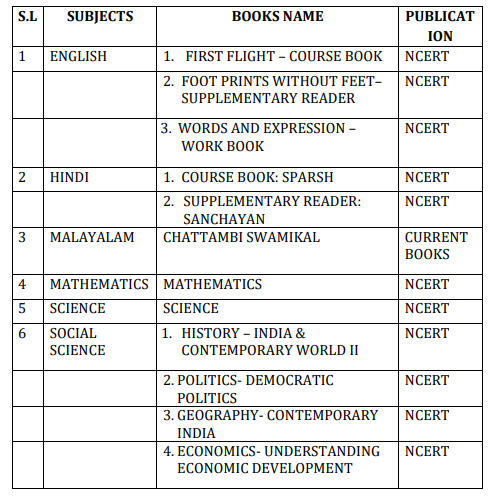 S.L SUBJECTS BOOKS NAME PUBLICAT
ION
1 ENGLISH 1. FIRST FLIGHT – COURSE BOOK NCERT
2. FOOT PRINTS WITHOUT FEET– NCERT
SUPPLEMENTARY READER
3. WORDS AND EXPRESSION – NCERT
WORK BOOK
2 HINDI 1. COURSE BOOK: SPARSH NCERT
2. SUPPLEMENTARY READER: NCERT
SANCHAYAN
3 MALAYALAM CHATTAMBI SWAMIKAL CURRENT
BOOKS
4 MATHEMATICS MATHEMATICS NCERT
5 SCIENCE SCIENCE NCERT
6 SOCIAL 1. HISTORY – INDIA & NCERT
SCIENCE CONTEMPORARY WORLD II
2. POLITICS- DEMOCRATIC NCERT
POLITICS
3. GEOGRAPHY- CONTEMPORARY NCERT
INDIA
4. ECONOMICS- UNDERSTANDING NCERT
ECONOMIC DEVELOPMENT